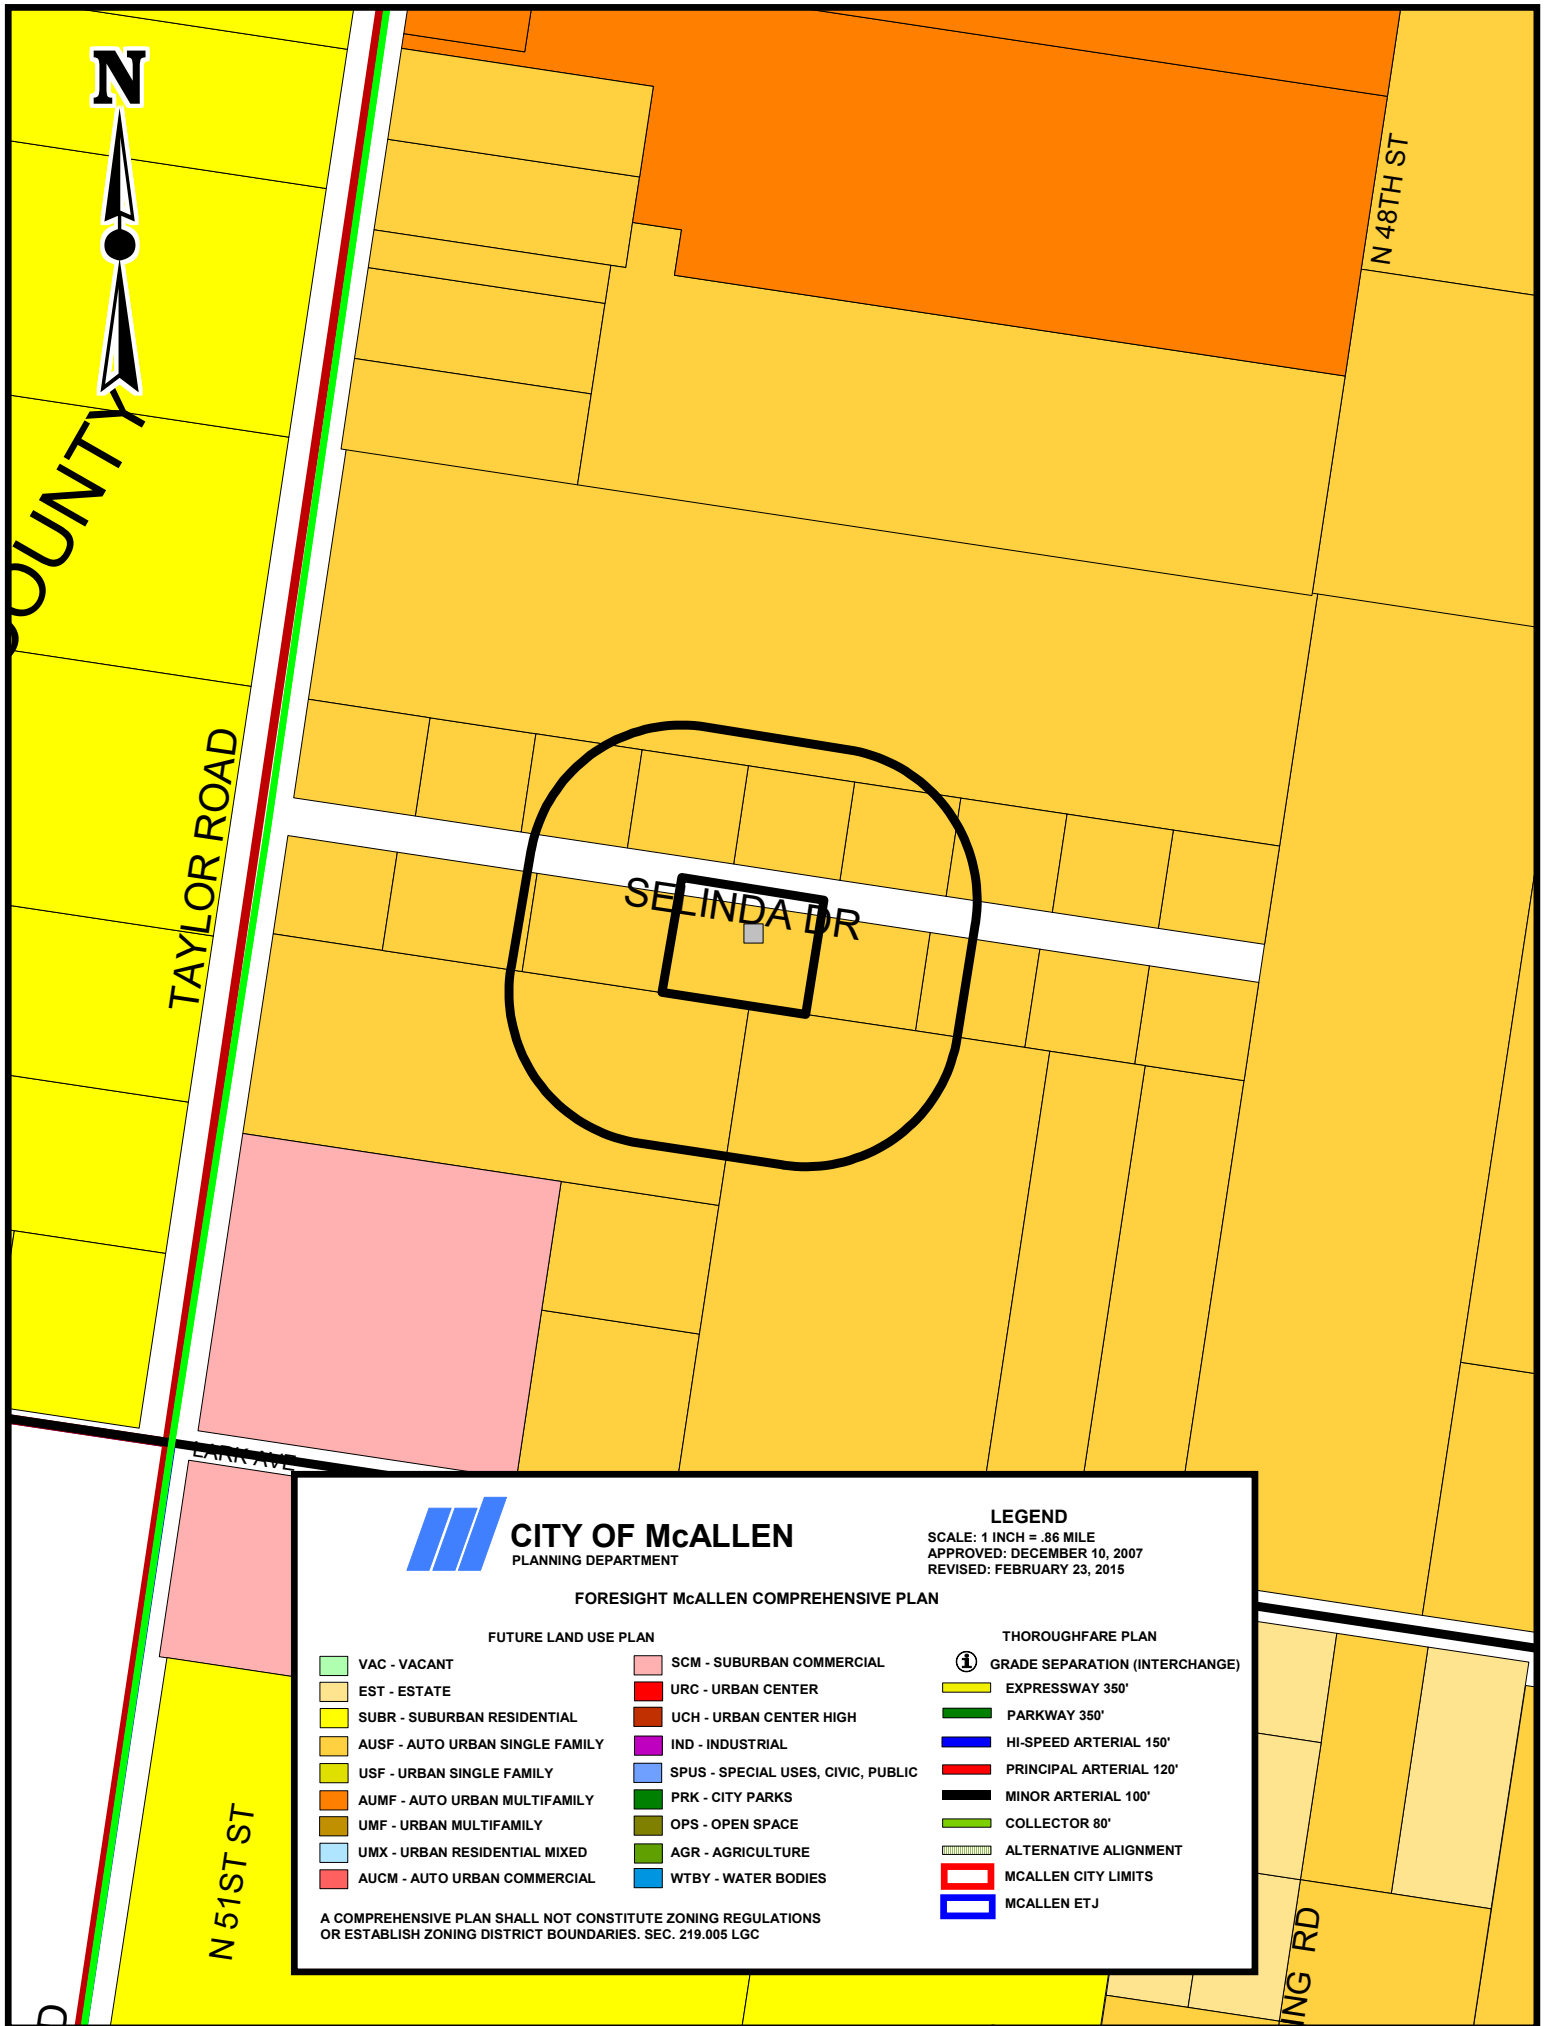 N
N 48TH ST
COUNTY
TAYLOR ROAD
SELINDA DR
LARK AVE
CITY OF McALLEN
PLANNING DEPARTMENT
LEGEND
SCALE: 1 INCH = .86 MILE
APPROVED: DECEMBER 10, 2007
REVISED: FEBRUARY 23, 2015
FORESIGHT McALLEN COMPREHENSIVE PLAN
FUTURE LAND USE PLAN
VAC - VACANT
EST - ESTATE
SUBR - SUBURBAN RESIDENTIAL
AUSF - AUTO URBAN SINGLE FAMILY
USF - URBAN SINGLE FAMILY
AUMF - AUTO URBAN MULTIFAMILY
UMF - URBAN MULTIFAMILY
UMX - URBAN RESIDENTIAL MIXED
AUCM - AUTO URBAN COMMERCIAL
SCM - SUBURBAN COMMERCIAL
URC - URBAN CENTER
UCH - URBAN CENTER HIGH
IND - INDUSTRIAL
SPUS - SPECIAL USES, CIVIC, PUBLIC
PRK - CITY PARKS
OPS - OPEN SPACE
AGR - AGRICULTURE
WTBY - WATER BODIES
THOROUGHFARE PLAN
GRADE SEPARATION (INTERCHANGE)
EXPRESSWAY 350'
PARKWAY 350'
HI-SPEED ARTERIAL 150'
PRINCIPAL ARTERIAL 120'
MINOR ARTERIAL 100'
COLLECTOR 80'
ALTERNATIVE ALIGNMENT
MCALLEN CITY LIMITS
MCALLEN ETJ
A COMPREHENSIVE PLAN SHALL NOT CONSTITUTE ZONING REGULATIONS
OR ESTABLISH ZONING DISTRICT BOUNDARIES. SEC. 219.005 LGC
N 51ST ST
ING RD
D